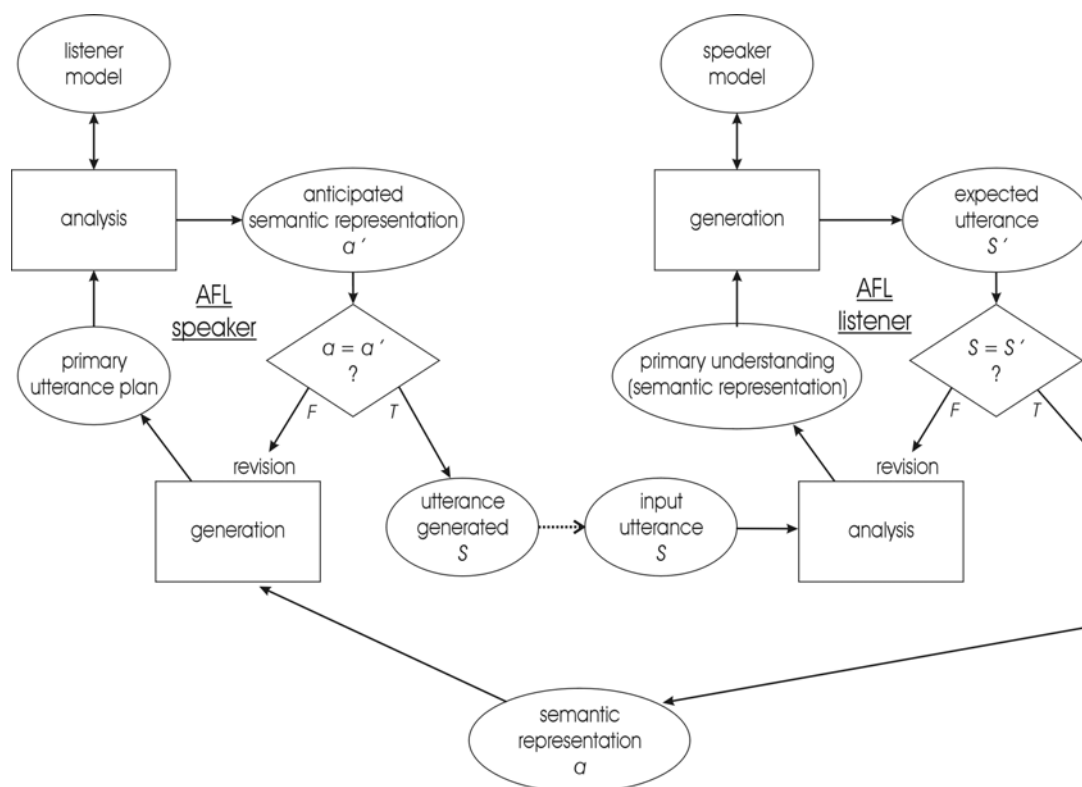 listener
model
analysis
anticipated
semantic representation
a ′
AFL
speaker
primary
utterance plan
a = a ′
?
F
T
revision
generation
utterance
generated
S
speaker
model
generation
expected
utterance
S ′
AFL
listener
primary understanding
(semantic representation)
S = S ′
?
F
T
revision
input
utterance
S
analysis
semantic
representation
a